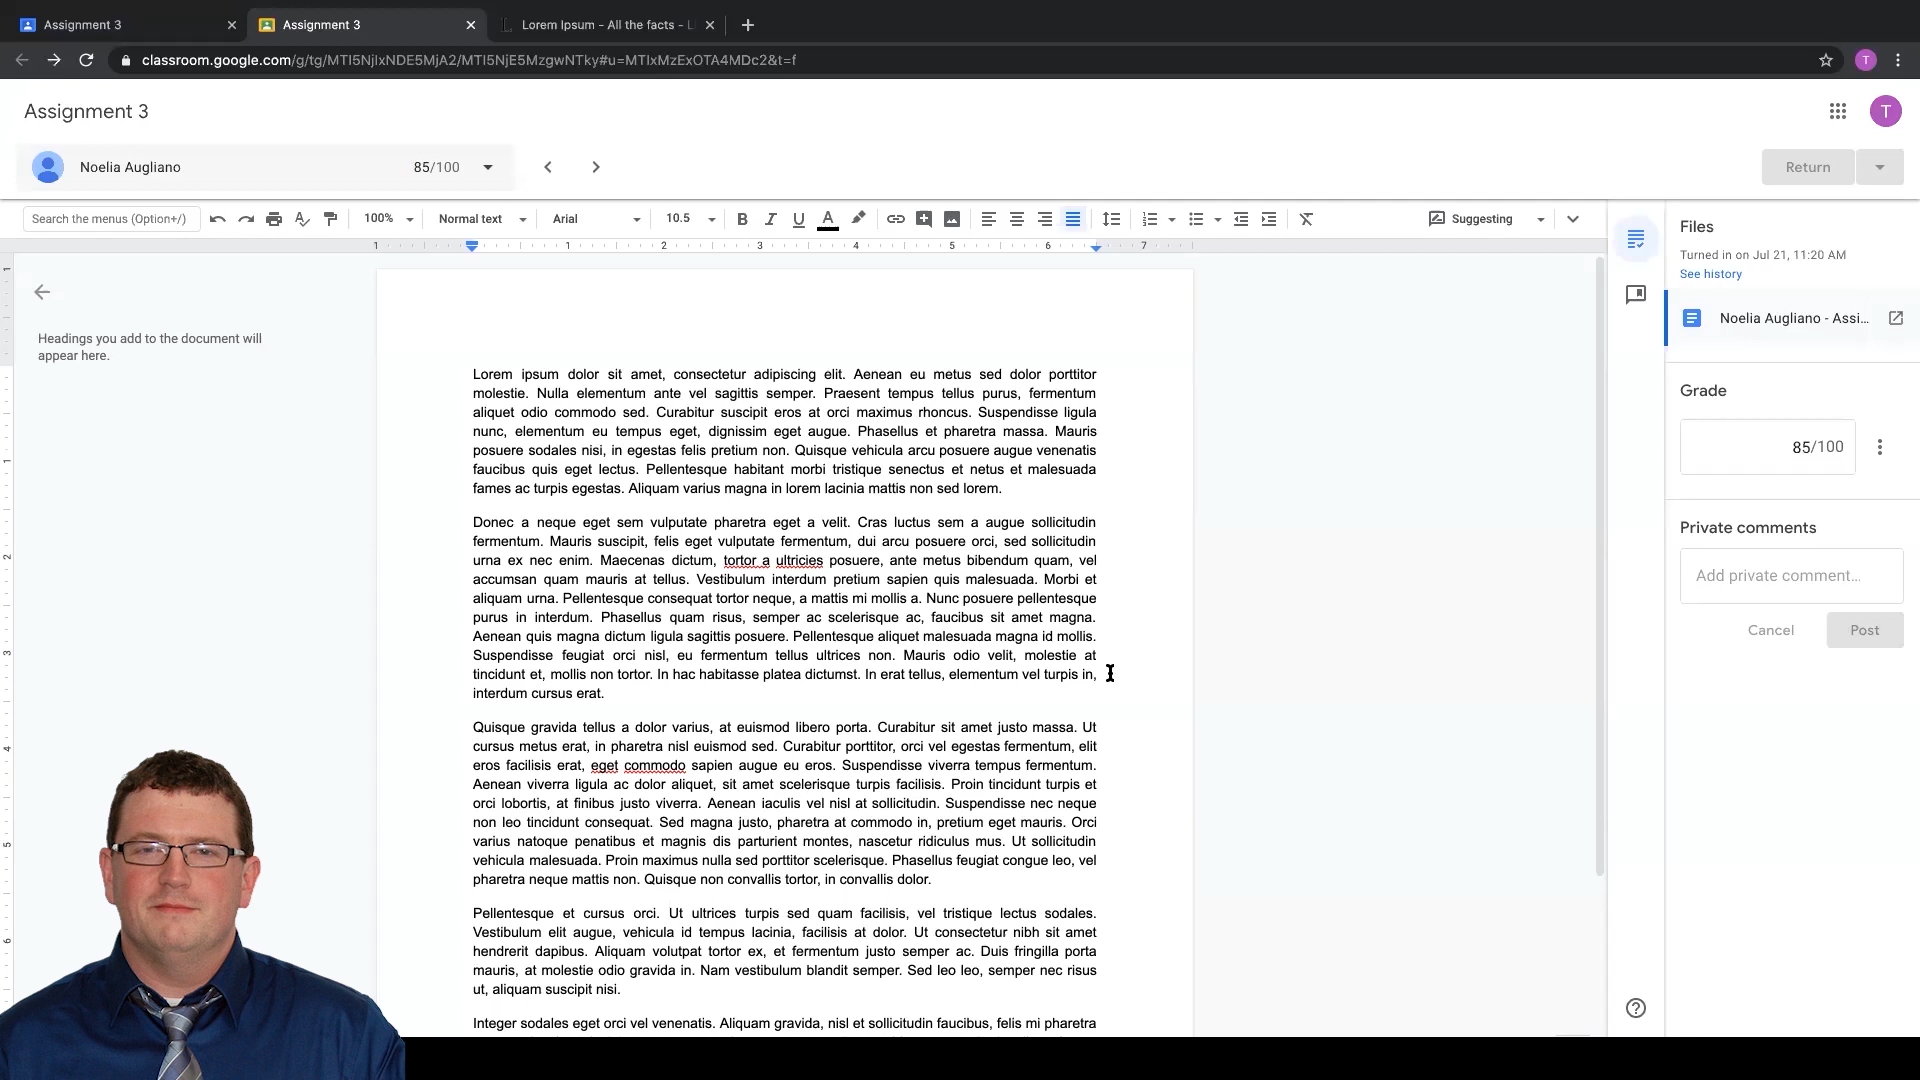 Assignment 3
Assignment 3
Lorem Ipsum - All the facts -
classroom.google.com/g/tg/MTI5NjIxNDE5MjA2/MTI5NjE5MzgwNTky#u=MTIxMzExOTA4MDc2&t=f
T
Assignment 3
T
Noelia Augliano 85/100
Return
Search the menus (Option+/)
100% Normal text Arial 10.5 B I U A Suggesting
1 1 2 3 4 5 6 7
Headings you add to the document will
appear here.
Lorem ipsum dolor sit amet, consectetur adipiscing elit. Aenean eu metus sed dolor porttitor
molestie. Nulla elementum ante vel sagittis semper. Praesent tempus tellus purus, fermentum
aliquet odio commodo sed. Curabitur suscipit eros at orci maximus rhoncus. Suspendisse ligula
nunc, elementum eu tempus eget, dignissim eget augue. Phasellus et pharetra massa. Mauris
posuere sodales nisi, in egestas felis pretium non. Quisque vehicula arcu posuere augue venenatis
faucibus quis eget lectus. Pellentesque habitant morbi tristique senectus et netus et malesuada
fames ac turpis egestas. Aliquam varius magna in lorem lacinia mattis non sed lorem.
Donec a neque eget sem vulputate pharetra eget a velit. Cras luctus sem a augue sollicitudin
fermentum. Mauris suscipit, felis eget vulputate fermentum, dui arcu posuere orci, sed sollicitudin
urna ex nec enim. Maecenas dictum, tortor a ultricies posuere, ante metus bibendum quam, vel
accumsan quam mauris at tellus. Vestibulum interdum pretium sapien quis malesuada. Morbi et
aliquam urna. Pellentesque consequat tortor neque, a mattis mi mollis a. Nunc posuere pellentesque
purus in interdum. Phasellus quam risus, semper ac scelerisque ac, faucibus sit amet magna.
Aenean quis magna dictum ligula sagittis posuere. Pellentesque aliquet malesuada magna id mollis.
Suspendisse feugiat orci nisl, eu fermentum tellus ultrices non. Mauris odio velit, molestie at
tincidunt et, mollis non tortor. In hac habitasse platea dictumst. In erat tellus, elementum vel turpis in,
interdum cursus erat.
Quisque gravida tellus a dolor varius, at euismod libero porta. Curabitur sit amet justo massa. Ut
cursus metus erat, in pharetra nisl euismod sed. Curabitur porttitor, orci vel egestas fermentum, elit
eros facilisis erat, eget commodo sapien augue eu eros. Suspendisse viverra tempus fermentum.
Aenean viverra ligula ac dolor aliquet, sit amet scelerisque turpis facilisis. Proin tincidunt turpis et
orci lobortis, at finibus justo viverra. Aenean iaculis vel nisl at sollicitudin. Suspendisse nec neque
non leo tincidunt consequat. Sed magna justo, pharetra at commodo in, pretium eget mauris. Orci
varius natoque penatibus et magnis dis parturient montes, nascetur ridiculus mus. Ut sollicitudin
vehicula malesuada. Proin maximus nulla sed porttitor scelerisque. Phasellus feugiat congue leo, vel
pharetra neque mattis non. Quisque non convallis tortor, in convallis dolor.
Pellentesque et cursus orci. Ut ultrices turpis sed quam facilisis, vel tristique lectus sodales.
Vestibulum elit augue, vehicula id tempus lacinia, facilisis at dolor. Ut consectetur nibh sit amet
hendrerit dapibus. Aliquam volutpat tortor ex, et fermentum justo semper ac. Duis fringilla porta
mauris, at molestie odio gravida in. Nam vestibulum blandit semper. Sed leo leo, semper nec risus
ut, aliquam suscipit nisi.
Integer sodales eget orci vel venenatis. Aliquam gravida, nisl et sollicitudin faucibus, felis mi pharetra
1
1
2
3
4
5
6
Files
Turned in on Jul 21, 11:20 AM
See history
Noelia Augliano - Assi...
Grade
85/100
Private comments
Add private comment...
Cancel Post